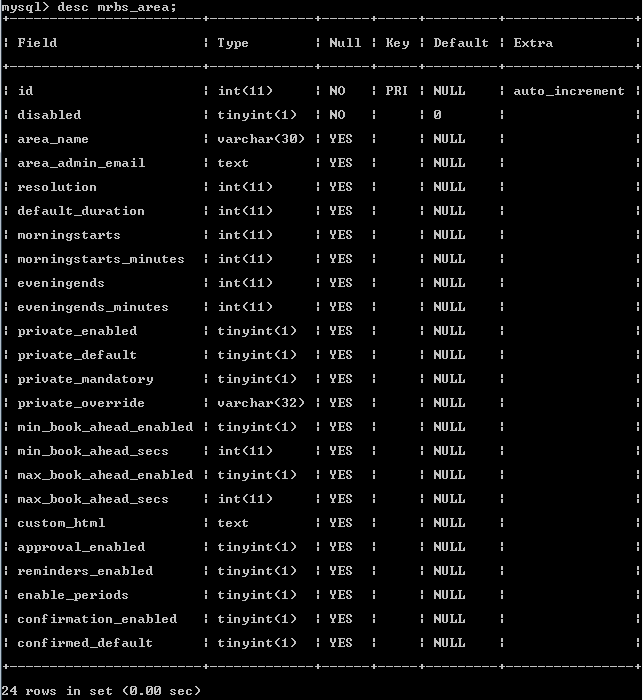 mysql> desc mrbs_area;
+------------------------+-------------+------+-----+---------+----------------+
¦ Field                  ¦ Type        ¦ Null ¦ Key ¦ Default ¦ Extra          ¦
+------------------------+-------------+------+-----+---------+----------------+
¦ id                     ¦ int(11)     ¦ NO   ¦ PRI ¦ NULL    ¦ auto_increment ¦
¦ disabled               ¦ tinyint(1)  ¦ NO   ¦     ¦ 0       ¦                ¦
¦ area_name              ¦ varchar(30) ¦ YES  ¦     ¦ NULL    ¦                ¦
¦ area_admin_email       ¦ text        ¦ YES  ¦     ¦ NULL    ¦                ¦
¦ resolution             ¦ int(11)     ¦ YES  ¦     ¦ NULL    ¦                ¦
¦ default_duration       ¦ int(11)     ¦ YES  ¦     ¦ NULL    ¦                ¦
¦ morningstarts          ¦ int(11)     ¦ YES  ¦     ¦ NULL    ¦                ¦
¦ morningstarts_minutes  ¦ int(11)     ¦ YES  ¦     ¦ NULL    ¦                ¦
¦ eveningends            ¦ int(11)     ¦ YES  ¦     ¦ NULL    ¦                ¦
¦ eveningends_minutes    ¦ int(11)     ¦ YES  ¦     ¦ NULL    ¦                ¦
¦ private_enabled        ¦ tinyint(1)  ¦ YES  ¦     ¦ NULL    ¦                ¦
¦ private_default        ¦ tinyint(1)  ¦ YES  ¦     ¦ NULL    ¦                ¦
¦ private_mandatory      ¦ tinyint(1)  ¦ YES  ¦     ¦ NULL    ¦                ¦
¦ private_override       ¦ varchar(32) ¦ YES  ¦     ¦ NULL    ¦                ¦
¦ min_book_ahead_enabled ¦ tinyint(1)  ¦ YES  ¦     ¦ NULL    ¦                ¦
¦ min_book_ahead_secs    ¦ int(11)     ¦ YES  ¦     ¦ NULL    ¦                ¦
¦ max_book_ahead_enabled ¦ tinyint(1)  ¦ YES  ¦     ¦ NULL    ¦                ¦
¦ max_book_ahead_secs    ¦ int(11)     ¦ YES  ¦     ¦ NULL    ¦                ¦
¦ custom_html            ¦ text        ¦ YES  ¦     ¦ NULL    ¦                ¦
¦ approval_enabled       ¦ tinyint(1)  ¦ YES  ¦     ¦ NULL    ¦                ¦
¦ reminders_enabled      ¦ tinyint(1)  ¦ YES  ¦     ¦ NULL    ¦                ¦
¦ enable_periods         ¦ tinyint(1)  ¦ YES  ¦     ¦ NULL    ¦                ¦
¦ confirmation_enabled   ¦ tinyint(1)  ¦ YES  ¦     ¦ NULL    ¦                ¦
¦ confirmed_default      ¦ tinyint(1)  ¦ YES  ¦     ¦ NULL    ¦                ¦
+------------------------+-------------+------+-----+---------+----------------+
24 rows in set (0.00 sec)